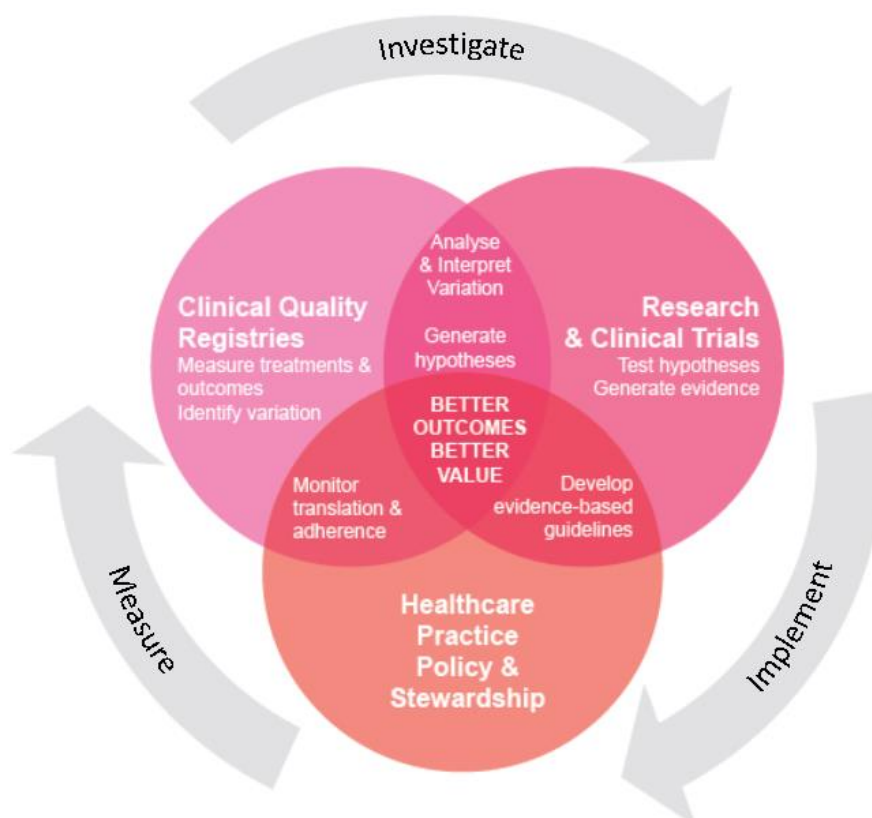 Investigate
Analyse
& Interpret
Variation
Generate
hypotheses
Clinical Quality
Registries
Measure treatments &
outcomes
Identify variation
Research
& Clinical Trials
Test hypotheses
Generate evidence
BETTER
OUTCOMES
BETTER
VALUE
Monitor
translation &
adherence
Develop
evidence-based
guidelines
Healthcare
Practice
Policy &
Stewardship
Measure
Implement